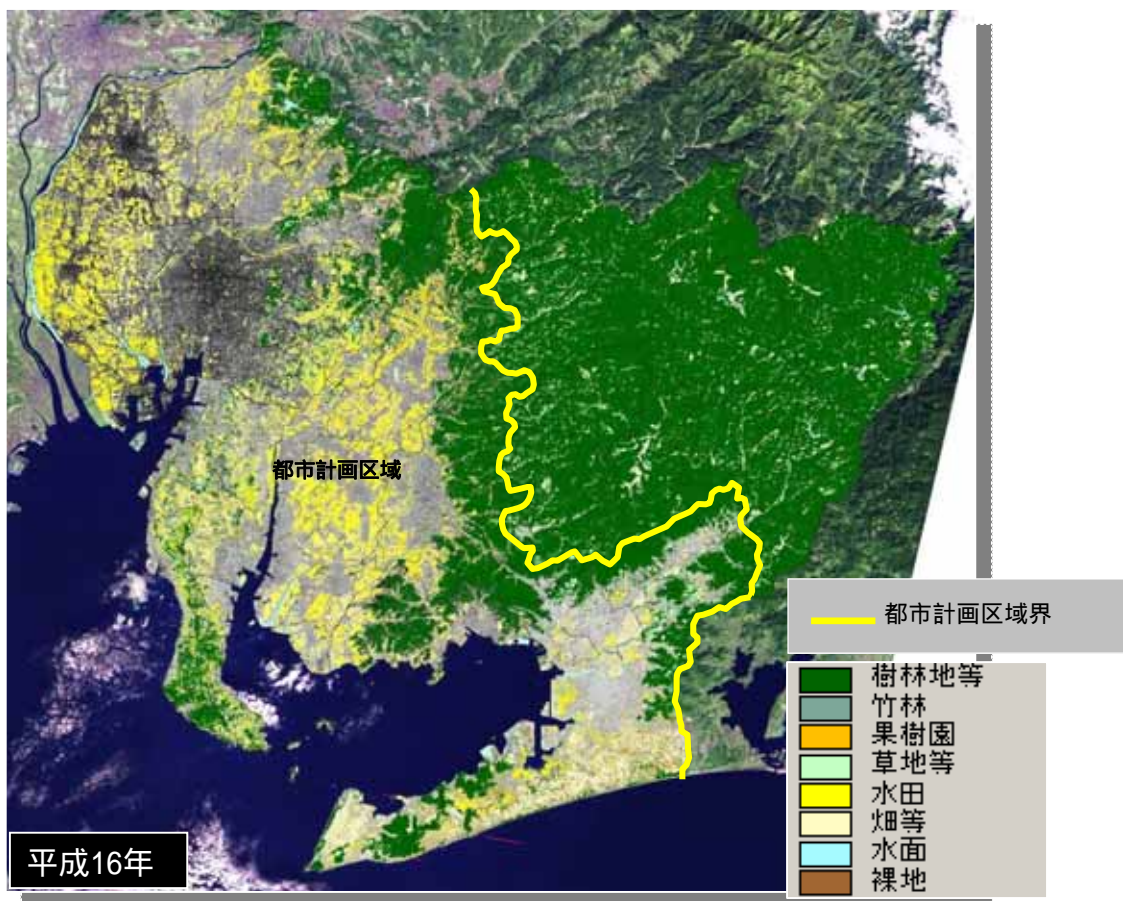 都市計画区域
都市計画区域界
樹林地等
竹林
果樹園
草地等
水田
畑等
水面
裸地
平成16年